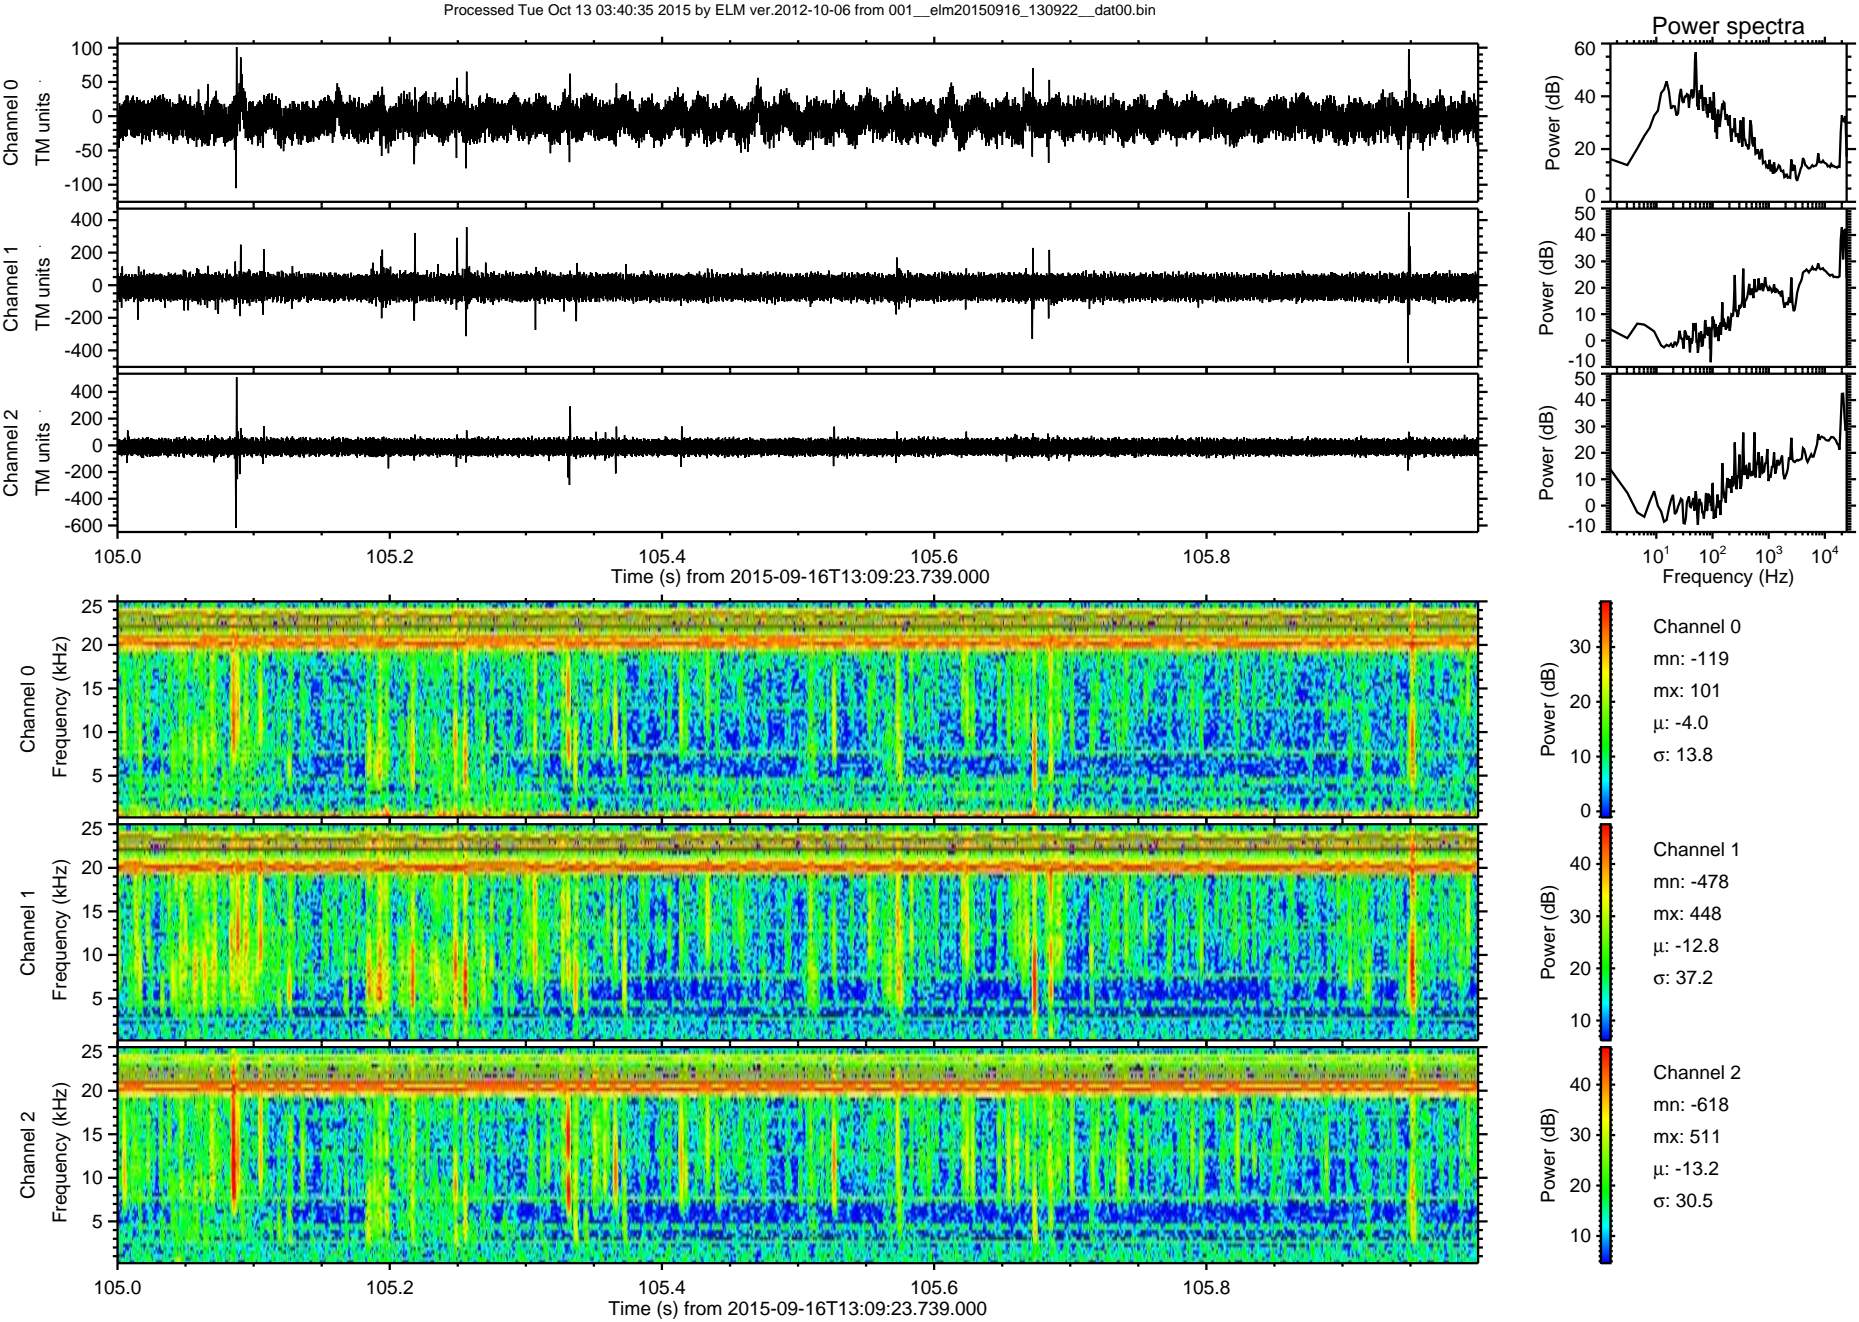 Processed Tue Oct 13 03:40:35 2015 by ELM ver.2012-10-06 from 001__elm20150916_130922__dat00.bin
Power spectra
Channel 0
TM units
100
50
0
-50
-100
Power (dB)
60
40
20
0
Channel 1
TM units
400
200
0
-200
-400
Power (dB)
50
40
30
20
10
0
-10
Channel 2
TM units
400
200
0
-200
-400
-600
Power (dB)
50
40
30
20
10
0
-10
105.0 105.2 105.4 105.6 105.8
Time (s) from 2015-09-16T13:09:23.739.000
10^1 10^2 10^3 10^4
Frequency (Hz)
Channel 0
Frequency (kHz)
25
20
15
10
5
Power (dB)
30
20
10
0
Channel 0
mn: -119
mx: 101
μ: -4.0
σ: 13.8
Channel 1
Frequency (kHz)
25
20
15
10
5
Power (dB)
40
30
20
10
Channel 1
mn: -478
mx: 448
μ: -12.8
σ: 37.2
Channel 2
Frequency (kHz)
25
20
15
10
5
Power (dB)
40
30
20
10
Channel 2
mn: -618
mx: 511
μ: -13.2
σ: 30.5
105.0 105.2 105.4 105.6 105.8
Time (s) from 2015-09-16T13:09:23.739.000